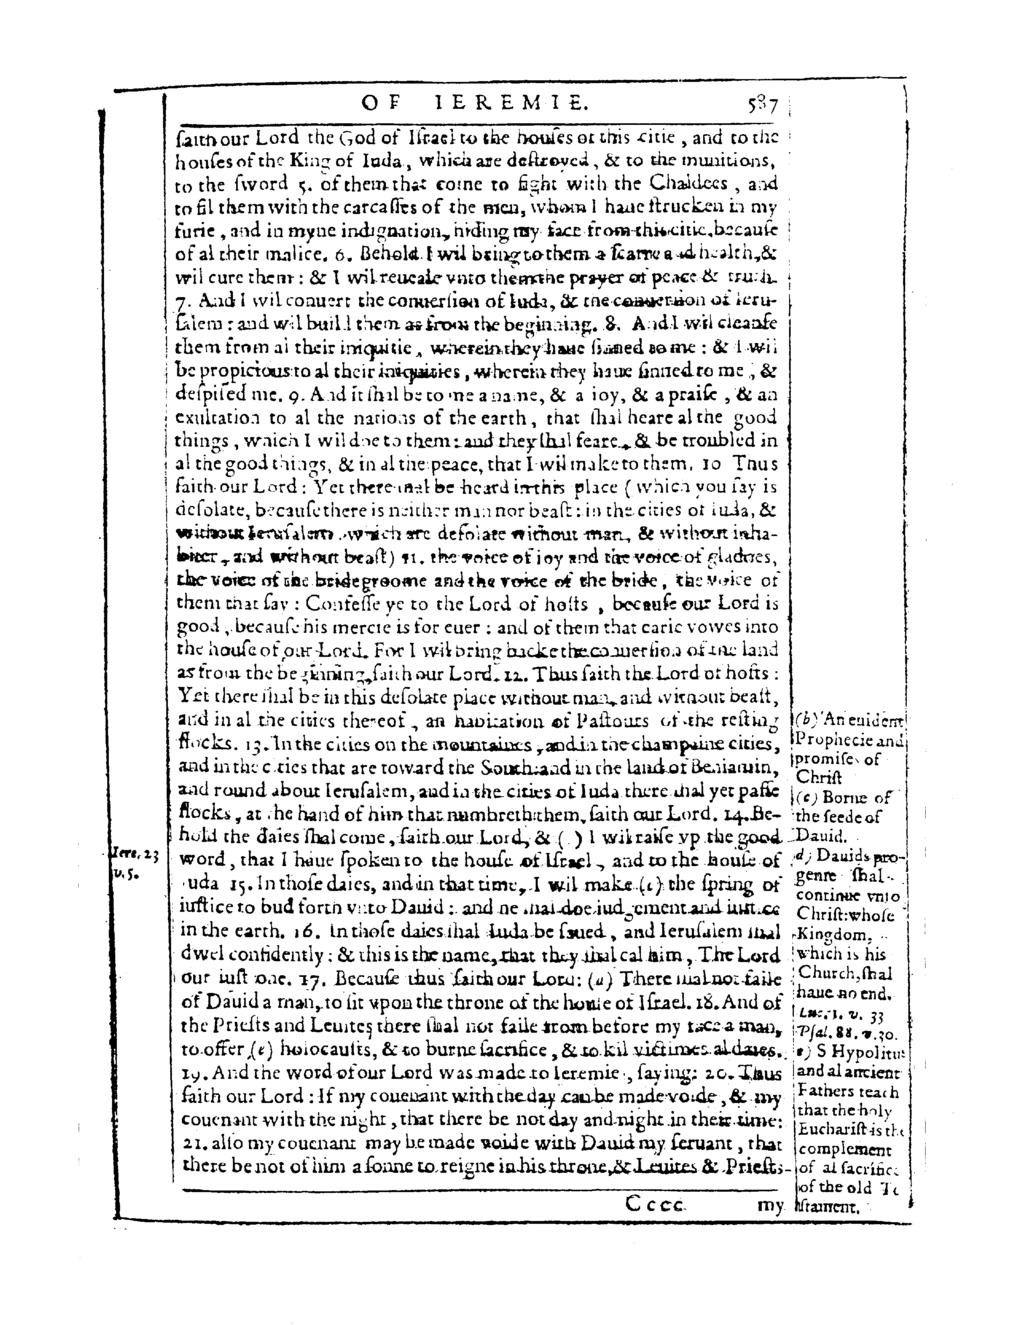 OF IEREMIE. 587
ſaith our Lord the God of Iſrael to the houſes of this citie, and to the
houſes of the King of Iuda, which are deſtroyed, & to the munitions,
to the ſword 5. of them that come to fight with the Chaldees, and
to fil them with the carcaſſes of the men, whom I haue ſtrucken in my
furie, and in myne indignation, hiding my face from this citie, becauſe
of al their malice. 6. Behold I wil bring to them a ſcarre and health, &
wil cure them: & I wil reueale vnto them the prayer of peace & truth.
7. And I wil conuert the conuerſion of Iuda, & the conuerſion of Ieru-
ſalem: and wil build them as from the beginning. 8. And I wil cleanſe
them from al their iniquitie, wherein they haue ſinned to me: & I wil
be propicious to al their iniquities, wherein they haue ſinned to me, &
deſpiſed me. 9. And it ſhal be to me a name, & a ioy, & a praiſe, & an
exultation to al the nations of the earth, that ſhal heare al the good
things, which I wil doe to them: and they ſhal feare, & be troubled in
al the good things, & in al the peace, that I wil make to them. 10 Thus
ſaith our Lord: Yet there ſhal be heard in this place (which you ſay is
deſolate, becauſe there is neither man nor beaſt: in the cities of Iuda, &
without Ieruſalem, which are deſolate without man, & without inha-
biter, and without beaſt) 11. the voice of ioy and the voice of gladnes,
the voice of the bridegroome and the voice of the bride, the voice of
them that ſay: Confeſſe ye to the Lord of hoſts, becauſe our Lord is
good, becauſe his mercie is for euer: and of them that carie vowes into
the houſe of our Lord. For I wil bring backe the conuerſion of the land
as from the beginning, ſaith our Lord. 12. Thus ſaith the Lord of hoſts:
Yet there ſhal be in this deſolate place without man, and without beaſt,
and in al the cities thereof, an habitation of Paſtours of the reſting
flocks. 13. In the cities on the mountaines, and in the champaine cities,
and in the cities that are toward the South: and in the land of Beniamin,
and round about Ieruſalem, and in the cities of Iuda there ſhal yet paſſe
flocks, at the hand of him that numbreth them, ſaith our Lord. 14. Be-
hold the daies ſhal come, ſaith our Lord, & ( ) I wil raiſe vp the good
word, that I haue ſpoken to the houſe of Iſrael, and to the houſe of
uda 15. In thoſe daies, and in that time, I wil make (c) the ſpring of
iuſtice to bud forth vnto Dauid: and he ſhal doe iudgement and iuſtice
in the earth. 16. In thoſe daies ſhal Iuda be ſaued, and Ieruſalem ſhal
dwel confidently: & this is the name, that they ſhal cal him, The Lord
our iuſt one. 17. Becauſe thus ſaith our Lord: (d) There ſhal not faile
of Dauid a man, to ſit vpon the throne of the houſe of Iſrael. 18. And of
the Prieſts and Leuites there ſhal not faile from before my face a man,
to offer (e) holocauſts, & to burne ſacrifice, & to kil victimes al daies.
19. And the word of our Lord was made to Ieremie, ſaying: 20. Thus
ſaith our Lord: If my couenant with the day can be made voide, & my
couenant with the night, that there be not day and night in their time:
21. alſo my couenant may be made voide with Dauid my ſeruant, that
there be not of him a ſonne to reigne in his throne, & Leuites & Prieſts
Cccc my
Iere. 23
v. 5.
(b) An euident
Prophecie and
promiſe of
Chriſt
(c) Borne of
the ſeede of
Dauid.
d) Dauids pro-
genie ſhal
continue vnto
Chriſt: whoſe
Kingdom,
which is his
Church, ſhal
haue no end.
Luc. 1. v. 33
Pſal. 88. v. 30.
e) S Hypolitus
and al ancient
Fathers teach
that the holy
Euchariſt is the
complement
of al ſacrifice
of the old Te
ſtament.